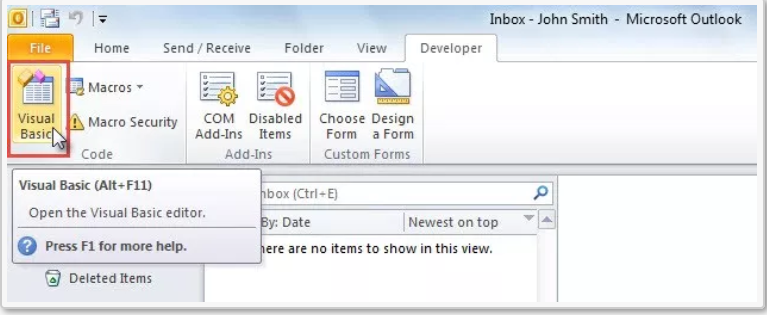 Inbox - John Smith - Microsoft Outlook
File Home Send / Receive Folder View Developer
Visual Basic
Macros
Macro Security
COM Add-Ins
Disabled Items
Choose Form
Design a Form
Code Add-Ins Custom Forms
Visual Basic (Alt+F11)
Open the Visual Basic editor.
Press F1 for more help.
nbox (Ctrl+E)
By: Date Newest on top
here are no items to show in this view.
Deleted Items